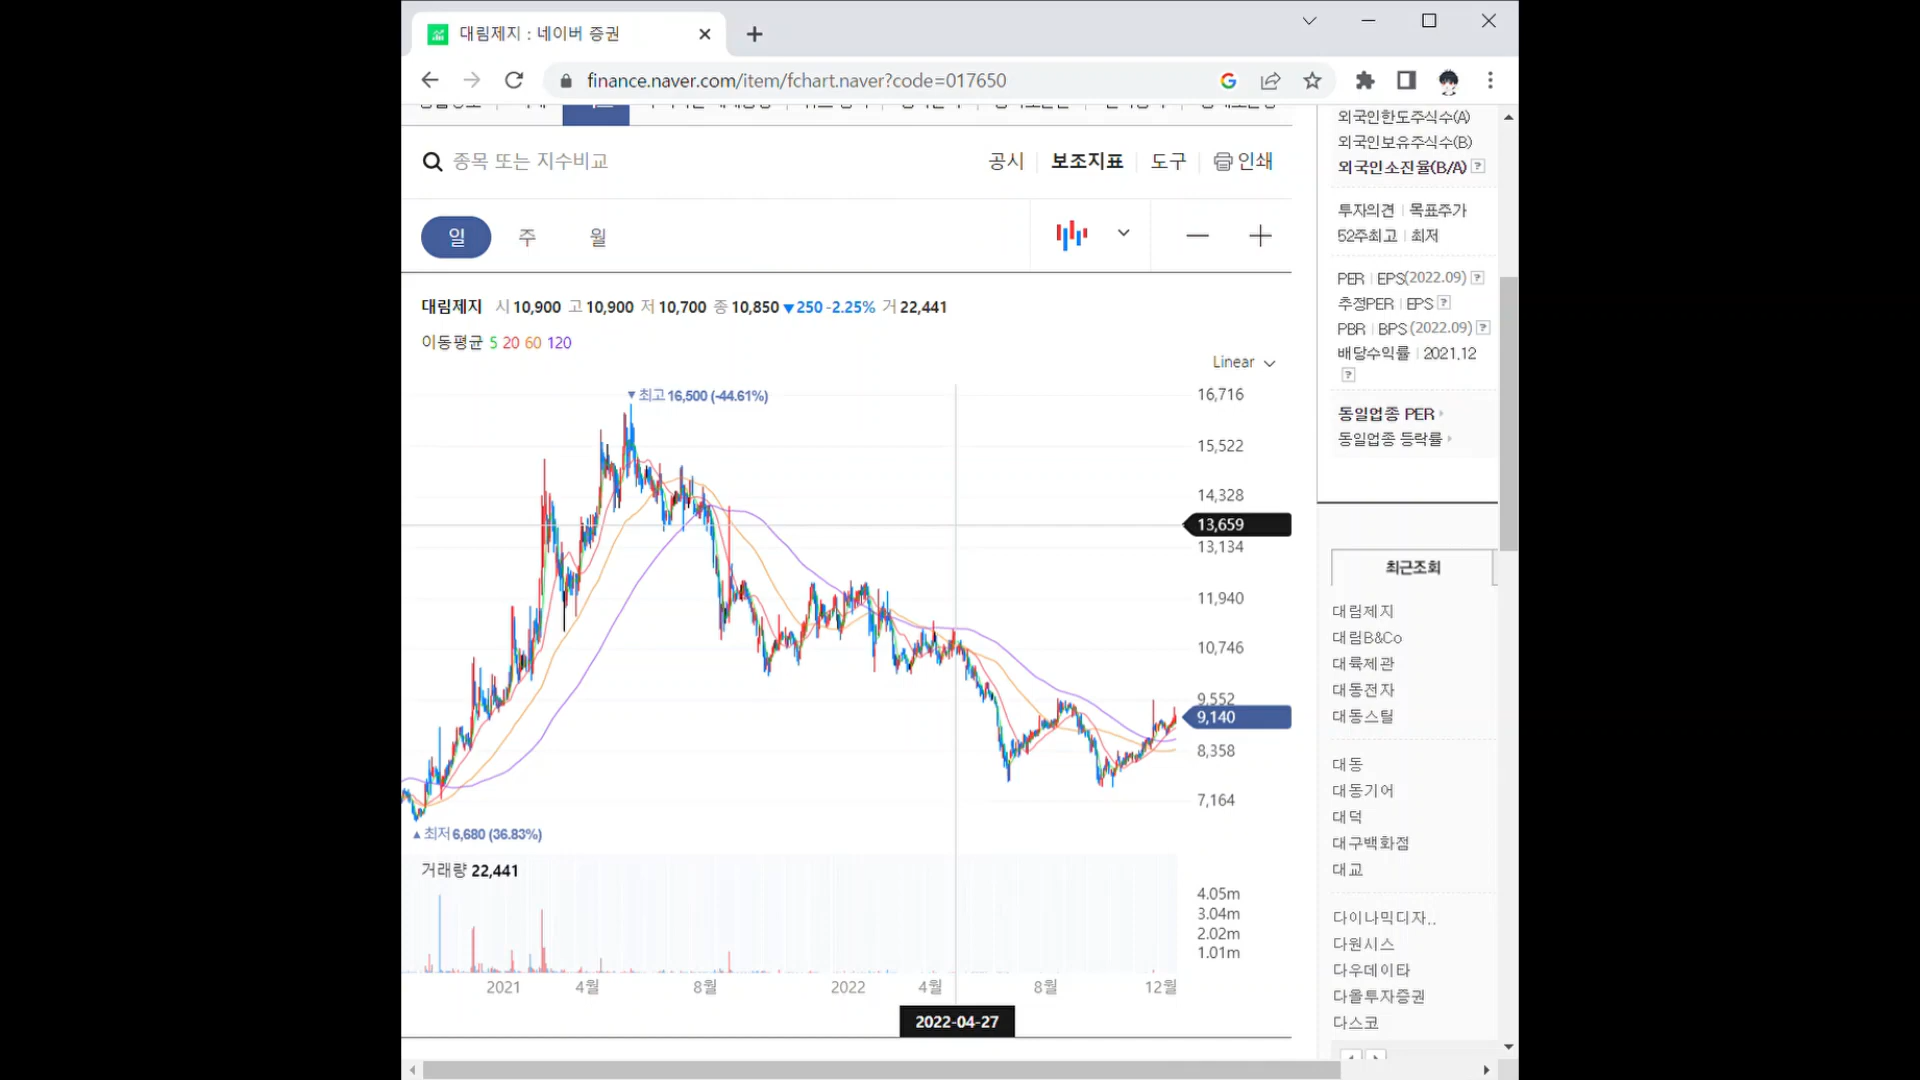 대림제지 : 네이버 증권
finance.naver.com/item/fchart.naver?code=017650
종목 또는 지수비교
공시 보조지표 도구 인쇄
일 주 월
대림제지 시 10,900 고 10,900 저 10,700 종 10,850 ▼250 -2.25% 거 22,441
이동평균 5 20 60 120
Linear
▼최고 16,500 (-44.61%)
16,716
15,522
14,328
13,659
13,134
11,940
10,746
9,552
9,140
8,358
7,164
▲최저 6,680 (36.83%)
거래량 22,441
4.05m
3.04m
2.02m
1.01m
2021 4월 8월 2022 4월 8월 12월
2022-04-27
외국인한도주식수(A)
외국인보유주식수(B)
외국인소진율(B/A) ?
투자의견 | 목표주가
52주최고 | 최저
PER | EPS(2022.09) ?
추정PER | EPS ?
PBR | BPS (2022.09) ?
배당수익률 | 2021.12
?
동일업종 PER
동일업종 등락률
최근조회
대림제지
대림B&Co
대륙제관
대동전자
대동스틸
대동
대동기어
대덕
대구백화점
대교
다이나믹디자..
다원시스
다우데이타
다올투자증권
다스코